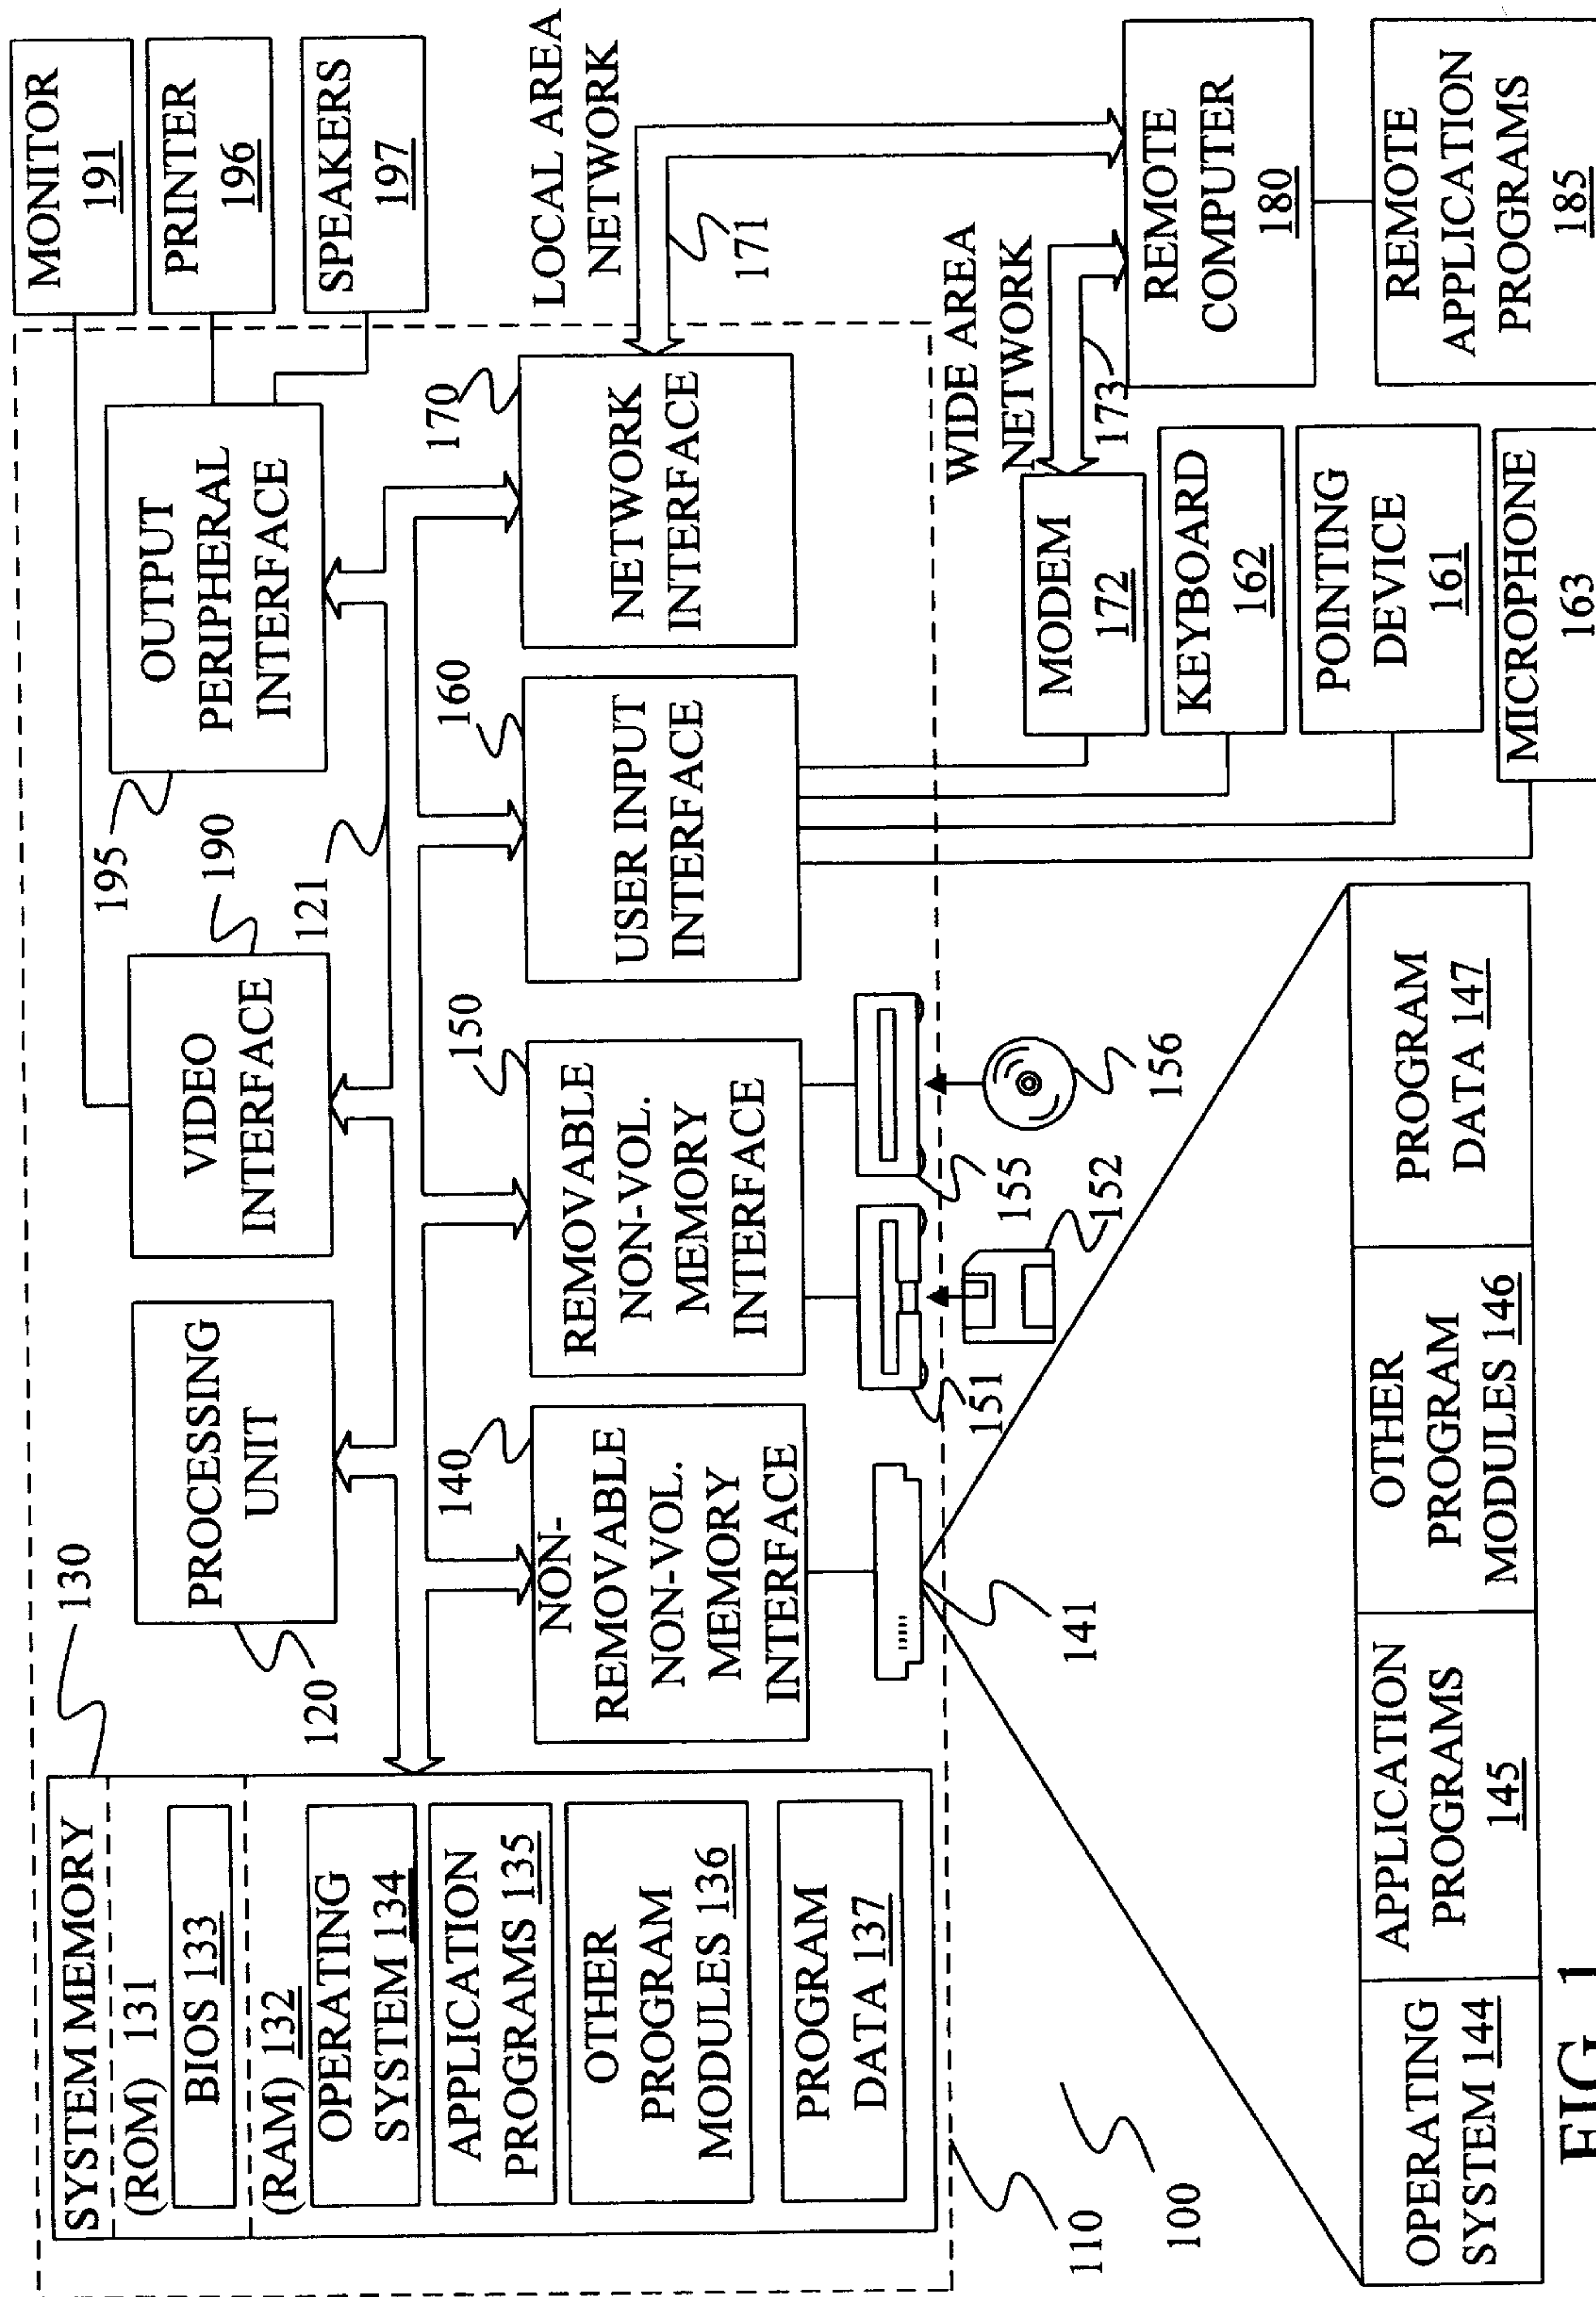 SYSTEM MEMORY
(ROM) 131
BIOS 133
(RAM) 132
OPERATING
SYSTEM 134
APPLICATION
PROGRAMS 135
OTHER
PROGRAM
MODULES 136
PROGRAM
DATA 137
130
PROCESSING
UNIT
120
VIDEO
INTERFACE
190
121
OUTPUT
PERIPHERAL
INTERFACE
195
MONITOR
191
PRINTER
196
SPEAKERS
197
140
NON-
REMOVABLE
NON-VOL.
MEMORY
INTERFACE
150
REMOVABLE
NON-VOL.
MEMORY
INTERFACE
160
USER INPUT
INTERFACE
170
NETWORK
INTERFACE
LOCAL AREA
NETWORK
171
141
151
152
155
156
WIDE AREA
NETWORK
173
MODEM
172
KEYBOARD
162
POINTING
DEVICE
161
MICROPHONE
163
REMOTE
COMPUTER
180
REMOTE
APPLICATION
PROGRAMS
185
110
100
OPERATING
SYSTEM 144
APPLICATION
PROGRAMS
145
OTHER
PROGRAM
MODULES 146
PROGRAM
DATA 147
FIG. 1